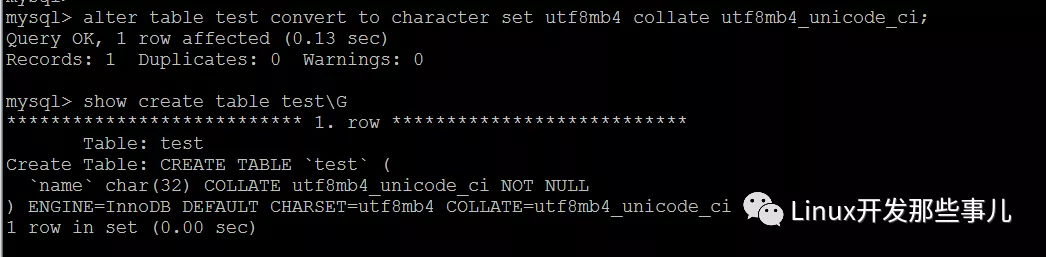 mysql>
mysql> alter table test convert to character set utf8mb4 collate utf8mb4_unicode_ci;
Query OK, 1 row affected (0.13 sec)
Records: 1  Duplicates: 0  Warnings: 0
mysql> show create table test\G
*************************** 1. row ***************************
       Table: test
Create Table: CREATE TABLE `test` (
  `name` char(32) COLLATE utf8mb4_unicode_ci NOT NULL
) ENGINE=InnoDB DEFAULT CHARSET=utf8mb4 COLLATE=utf8mb4_unicode_ci
1 row in set (0.00 sec)
Linux开发那些事儿